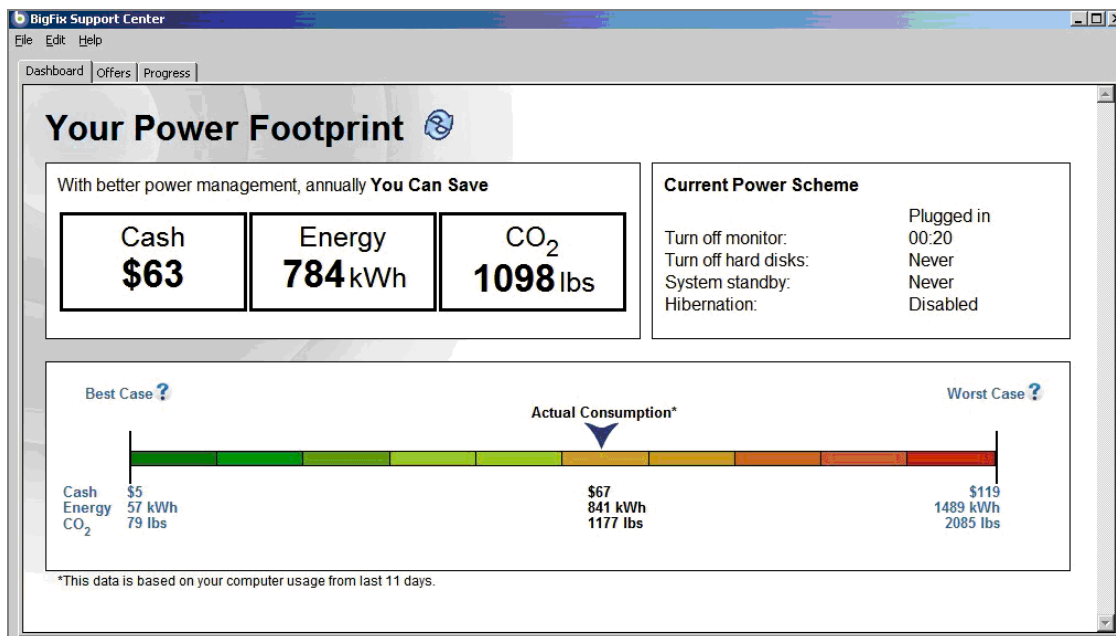 BigFix Support Center
File Edit Help
Dashboard Offers Progress
Your Power Footprint
With better power management, annually You Can Save
Cash
$63
Energy
784 kWh
CO2
1098 lbs
Current Power Scheme
Plugged in
Turn off monitor: 00:20
Turn off hard disks: Never
System standby: Never
Hibernation: Disabled
Best Case ?
Actual Consumption*
Worst Case ?
Cash $5 $67 $119
Energy 57 kWh 841 kWh 1489 kWh
CO2 79 lbs 1177 lbs 2085 lbs
*This data is based on your computer usage from last 11 days.